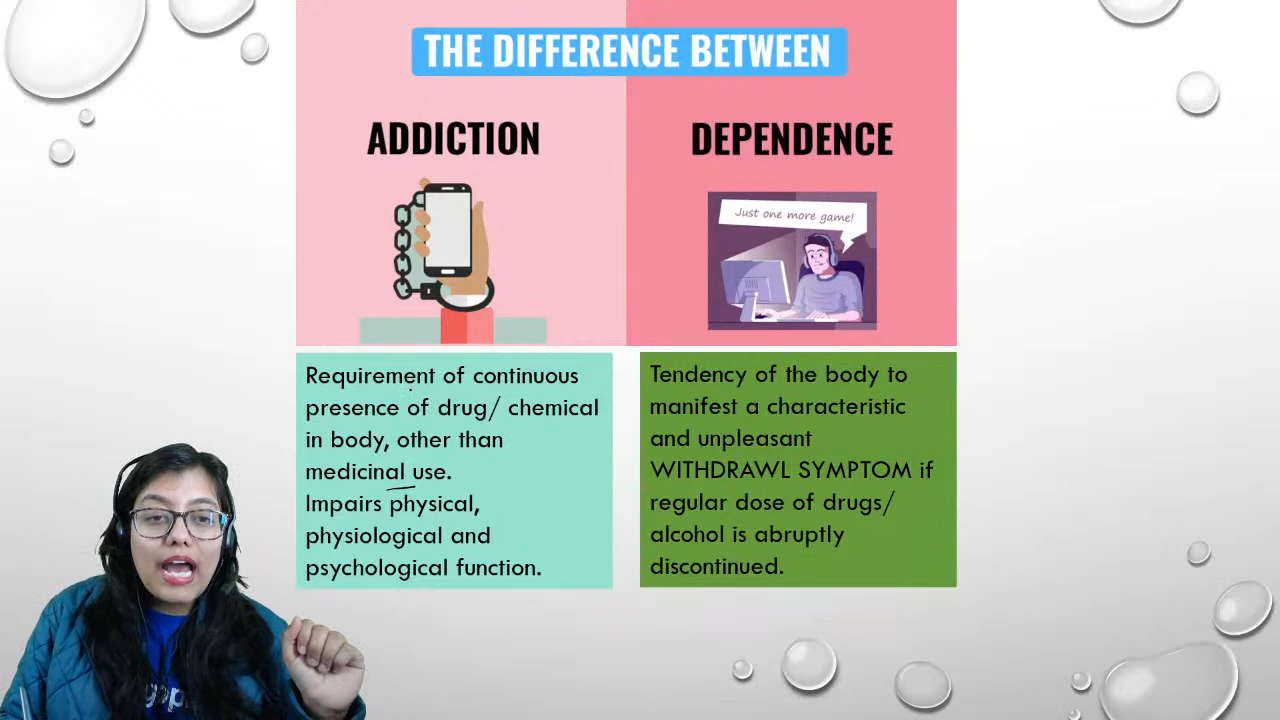 THE DIFFERENCE BETWEEN
ADDICTION
DEPENDENCE
Just one more game!
Requirement of continuous
presence of drug/ chemical
in body, other than
medicinal use.
Impairs physical,
physiological and
psychological function.
Tendency of the body to
manifest a characteristic
and unpleasant
WITHDRAWL SYMPTOM if
regular dose of drugs/
alcohol is abruptly
discontinued.